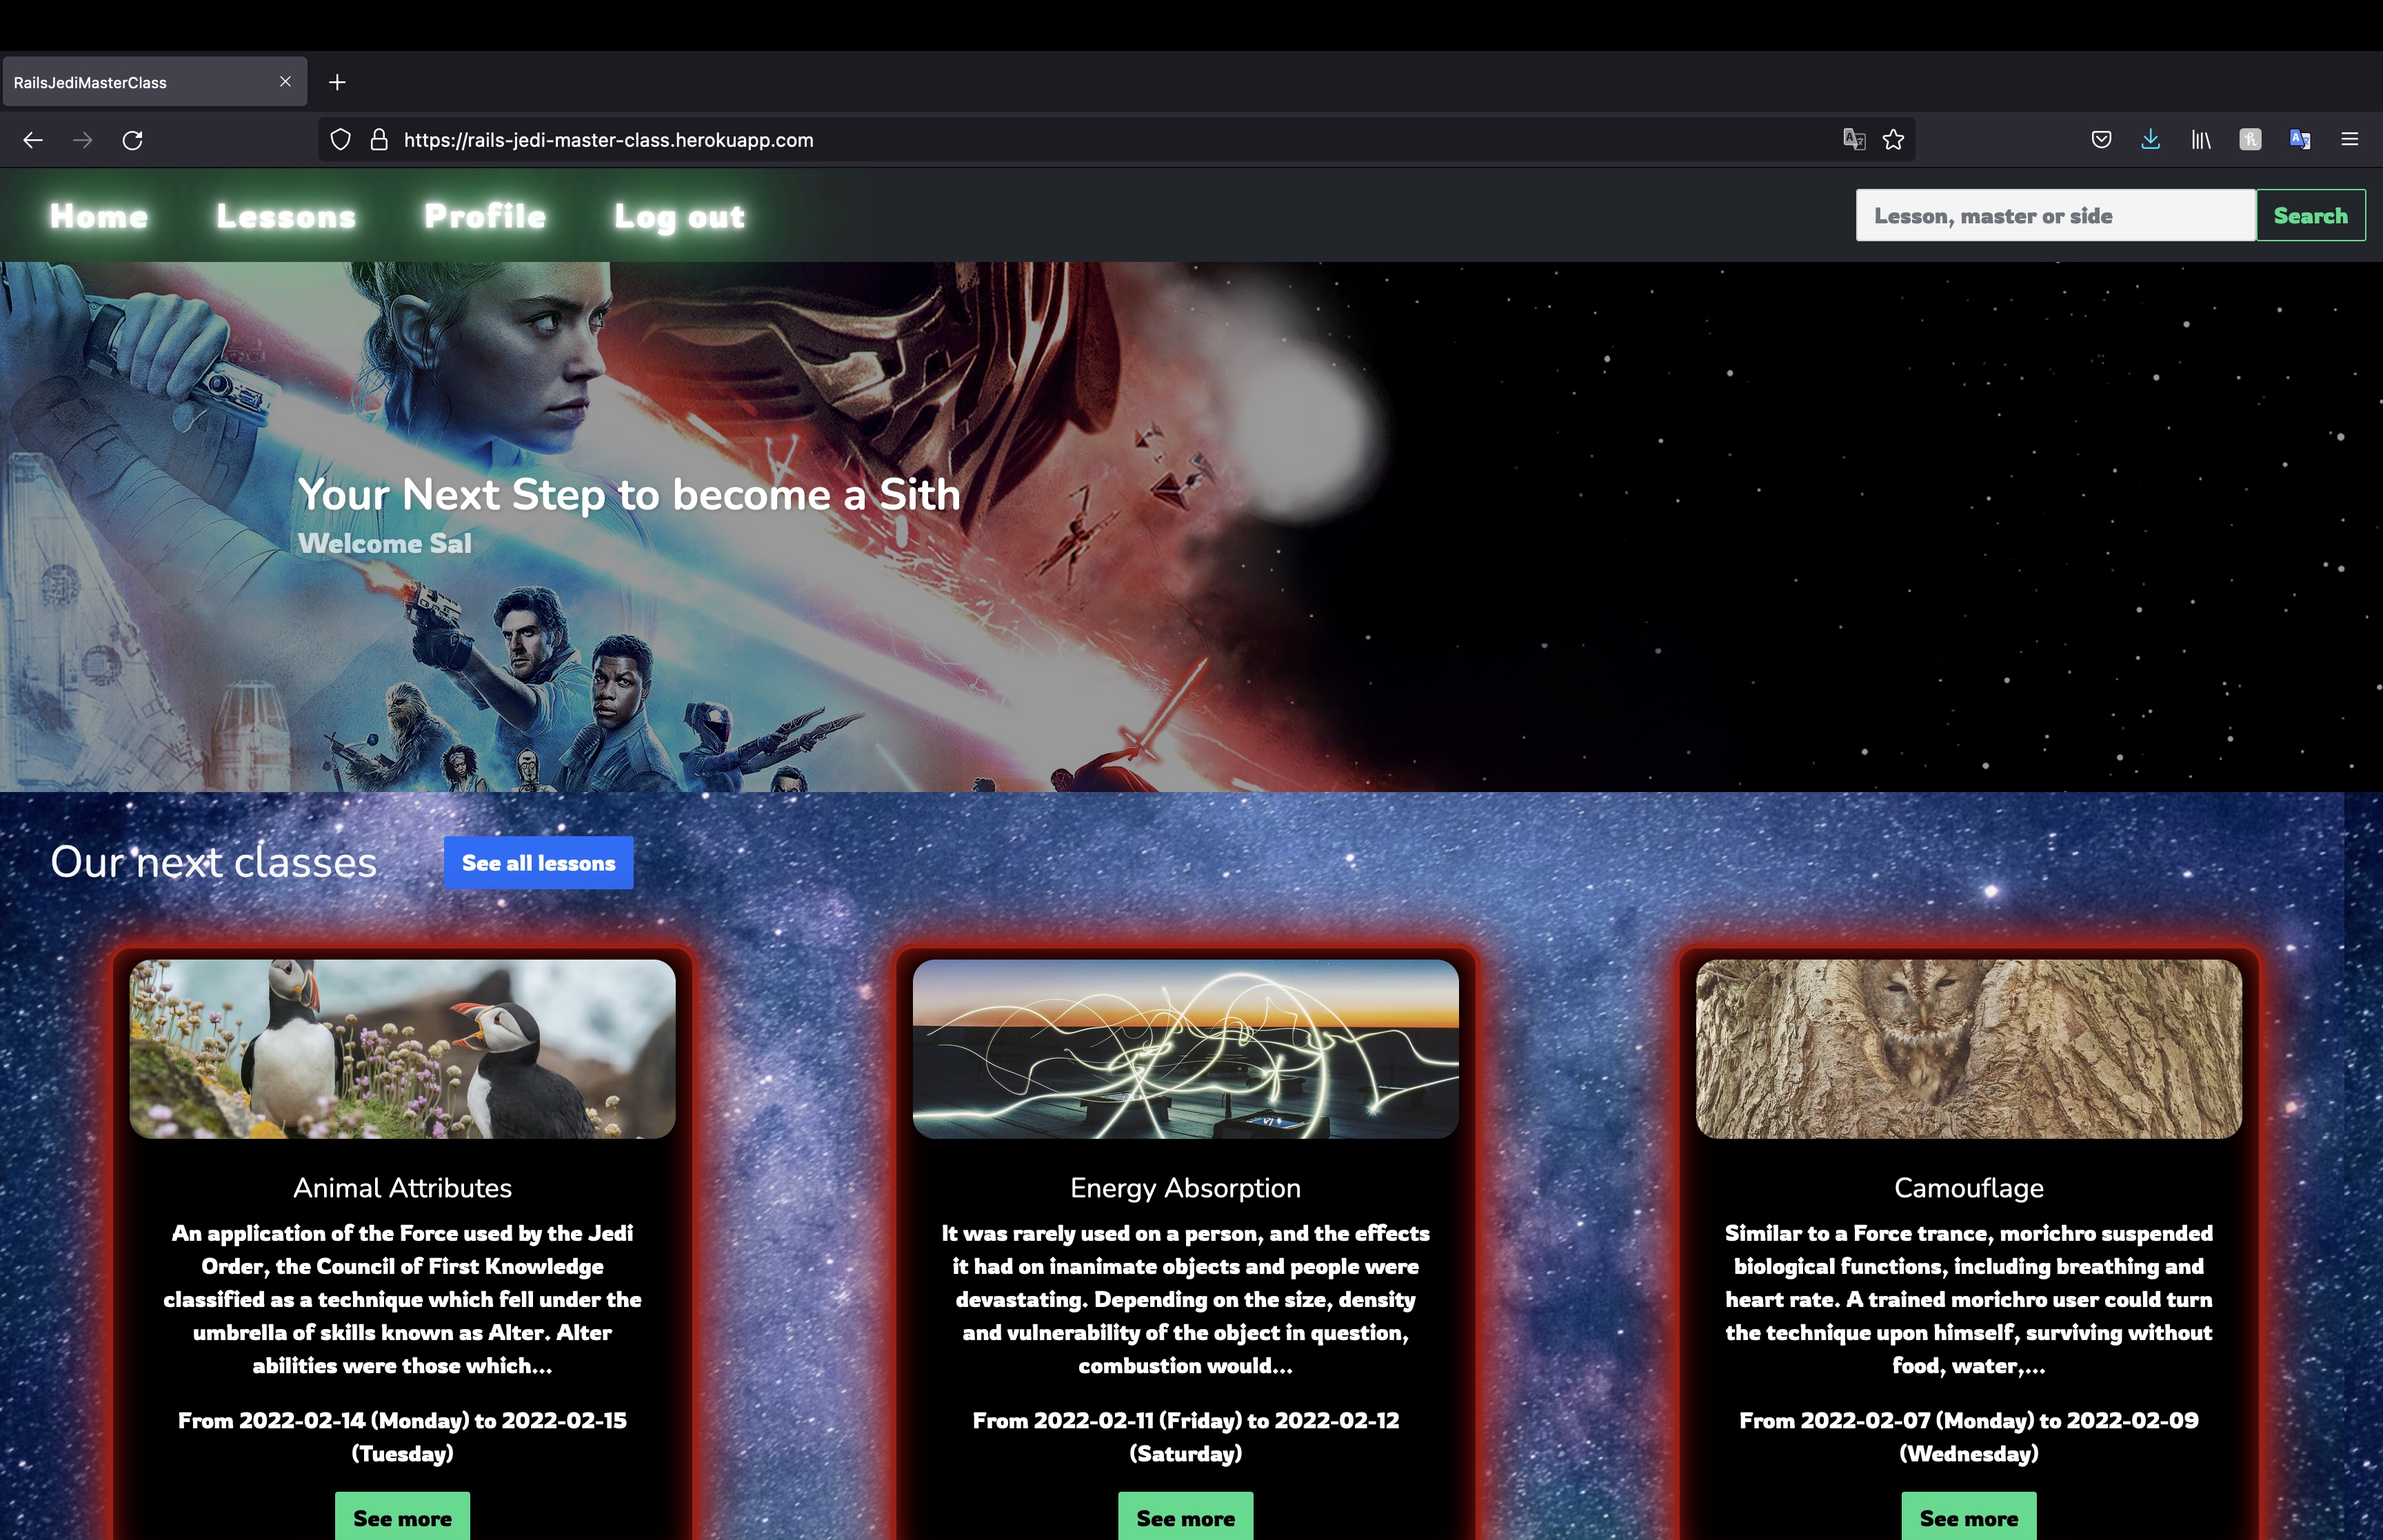 RailsJediMasterClass
https://rails-jedi-master-class.herokuapp.com
Home Lessons Profile Log out
Lesson, master or side Search
Your Next Step to become a Sith
Welcome Sal
Our next classes See all lessons
Animal Attributes
An application of the Force used by the Jedi
Order, the Council of First Knowledge
classified as a technique which fell under the
umbrella of skills known as Alter. Alter
abilities were those which...
From 2022-02-14 (Monday) to 2022-02-15
(Tuesday)
See more
Energy Absorption
It was rarely used on a person, and the effects
it had on inanimate objects and people were
devastating. Depending on the size, density
and vulnerability of the object in question,
combustion would...
From 2022-02-11 (Friday) to 2022-02-12
(Saturday)
See more
Camouflage
Similar to a Force trance, morichro suspended
biological functions, including breathing and
heart rate. A trained morichro user could turn
the technique upon himself, surviving without
food, water,...
From 2022-02-07 (Monday) to 2022-02-09
(Wednesday)
See more